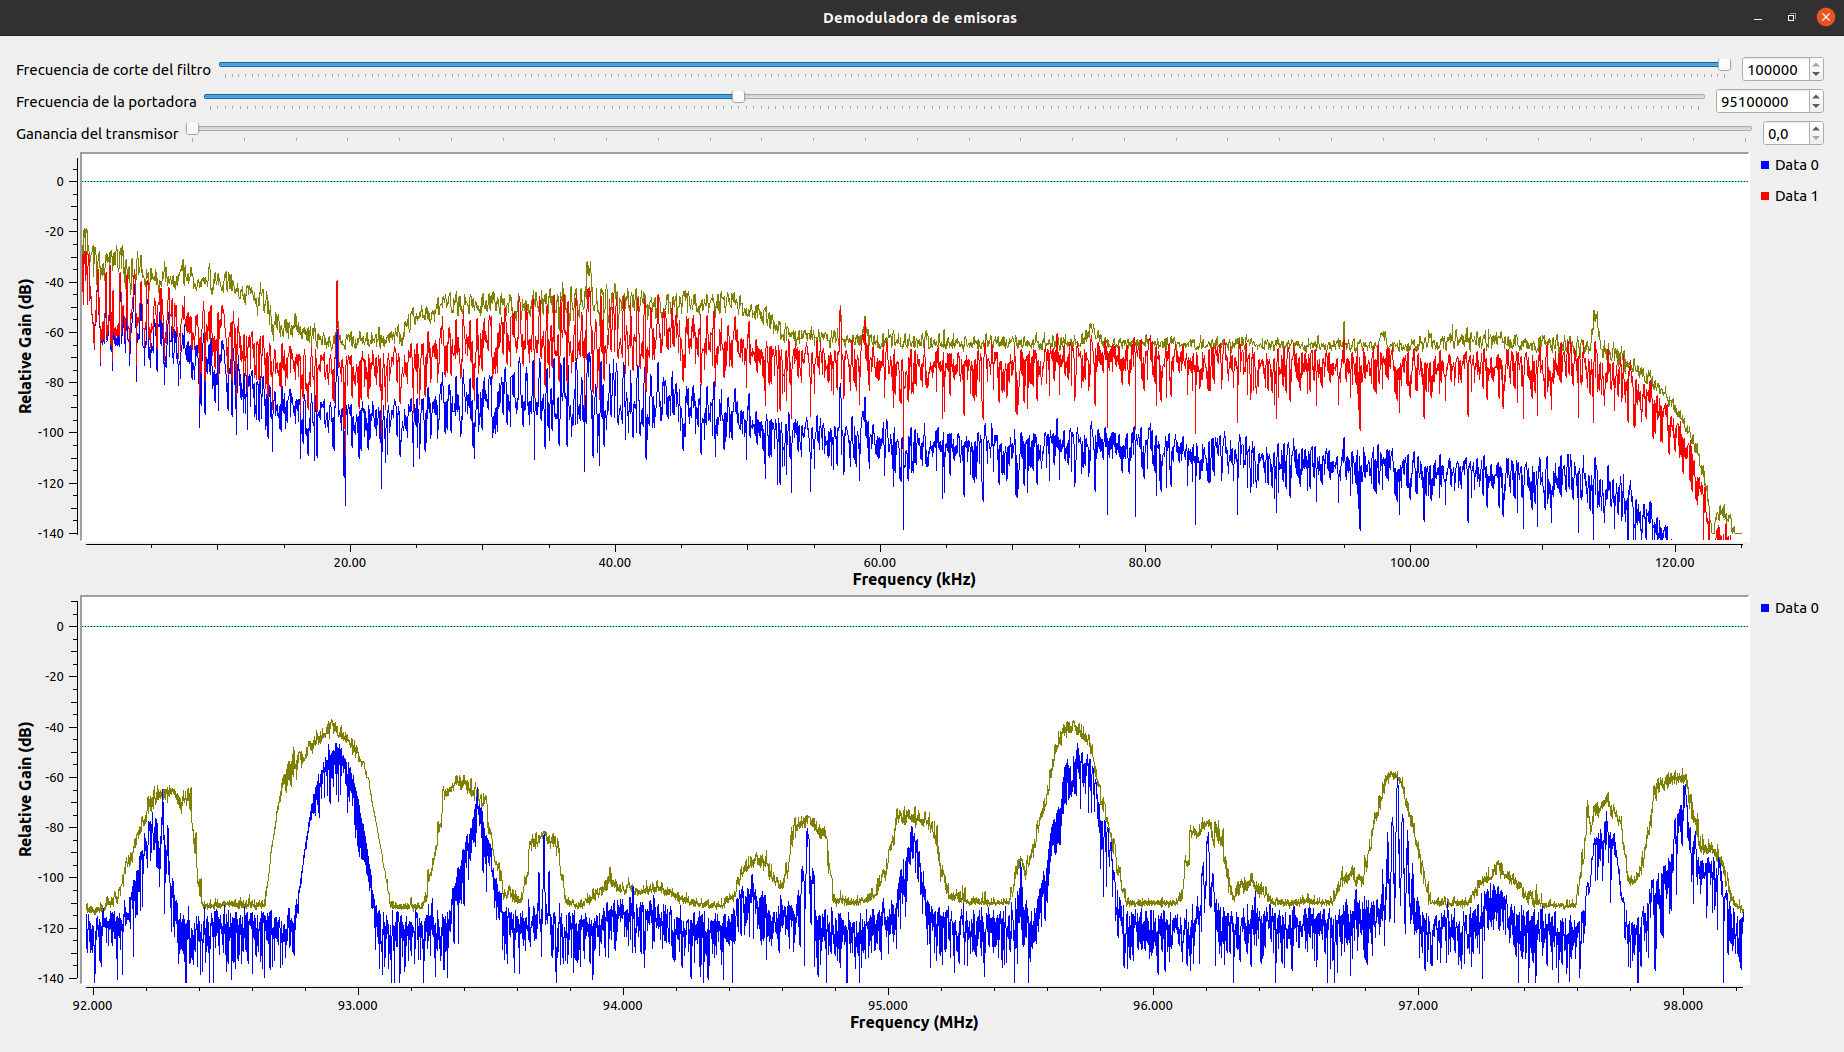 Demoduladora de emisoras
Frecuencia de corte del filtro 100000
Frecuencia de la portadora 95100000
Ganancia del transmisor 0,0
Data 0
Data 1
0
-20
-40
-60
-80
-100
-120
-140
Relative Gain (dB)
20.00 40.00 60.00 80.00 100.00 120.00
Frequency (kHz)
Data 0
0
-20
-40
-60
-80
-100
-120
-140
Relative Gain (dB)
92.000 93.000 94.000 95.000 96.000 97.000 98.000
Frequency (MHz)